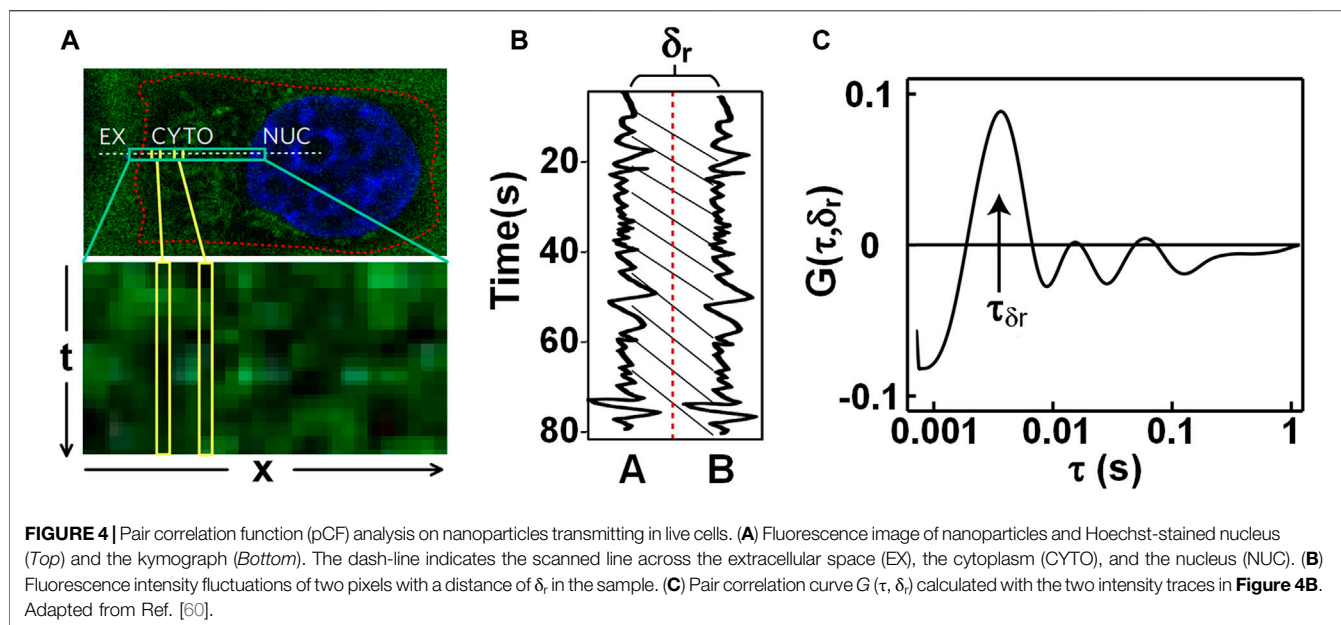 A
EX CYTO NUC
t
x
B
δr
Time(s)
20
40
60
80
A B
C
G(τ,δr)
0.1
0
-0.1
τδr
0.001 0.01 0.1 1
τ (s)
FIGURE 4 | Pair correlation function (pCF) analysis on nanoparticles transmitting in live cells. (A) Fluorescence image of nanoparticles and Hoechst-stained nucleus
(Top) and the kymograph (Bottom). The dash-line indicates the scanned line across the extracellular space (EX), the cytoplasm (CYTO), and the nucleus (NUC). (B)
Fluorescence intensity fluctuations of two pixels with a distance of δr in the sample. (C) Pair correlation curve G (τ, δr) calculated with the two intensity traces in Figure 4B.
Adapted from Ref. [60].